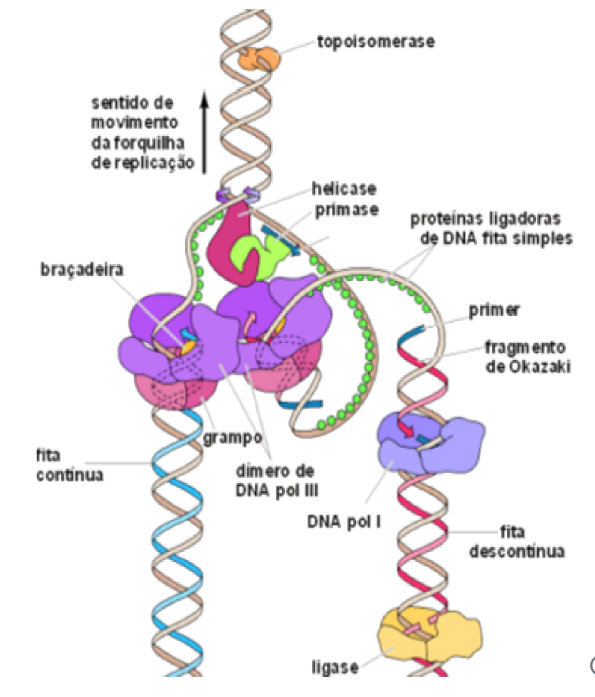 topoisomerase
sentido de
movimento
da forquilha
de replicação
helicase
primase
proteínas ligadoras
de DNA fita simples
braçadeira
primer
fragmento
de Okazaki
grampo
fita
contínua
dímero de
DNA pol III
DNA pol I
fita
descontínua
ligase